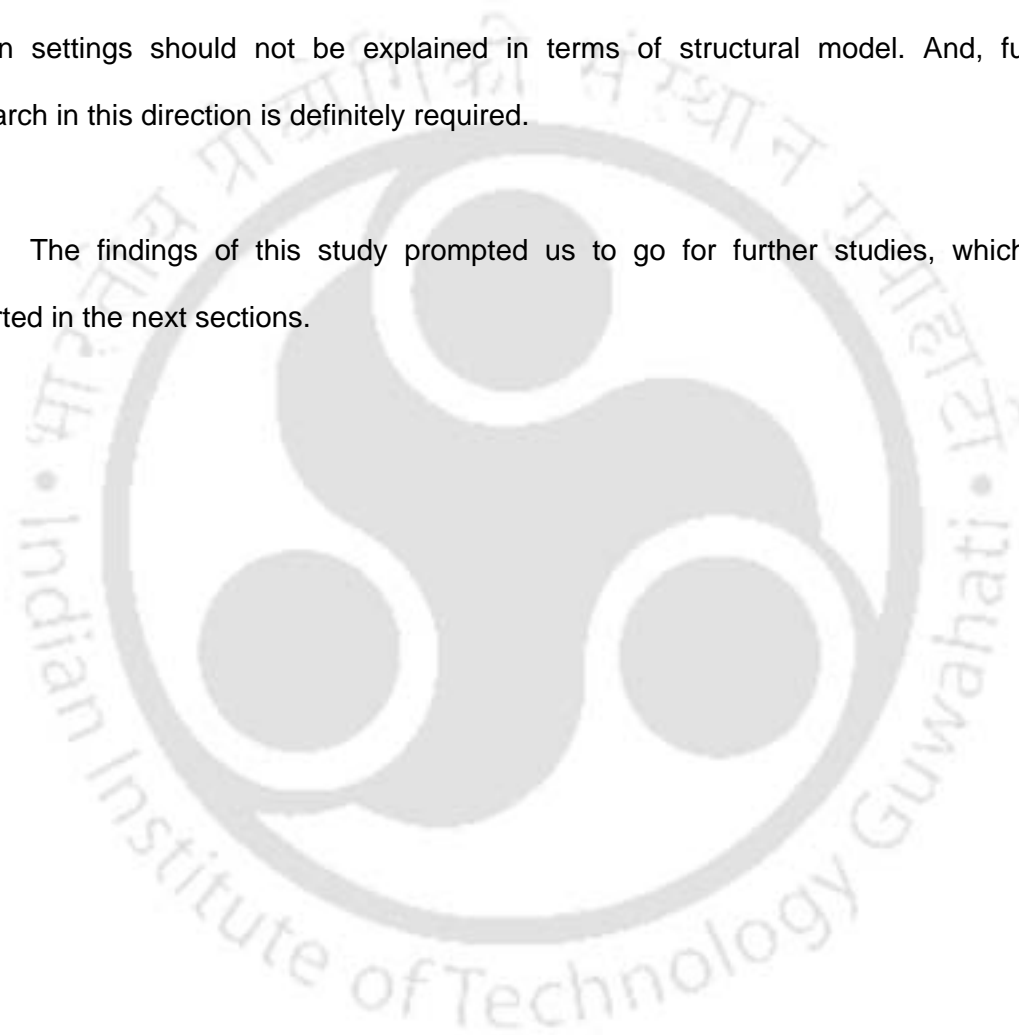 n settings should not be explained in terms of structural model. And, fu
arch in this direction is definitely required.
The findings of this study prompted us to go for further studies, which
rted in the next sections.
भारतीय प्रौद्योगिकी संस्थान गुवाहाटी
Indian Institute of Technology Guwahati